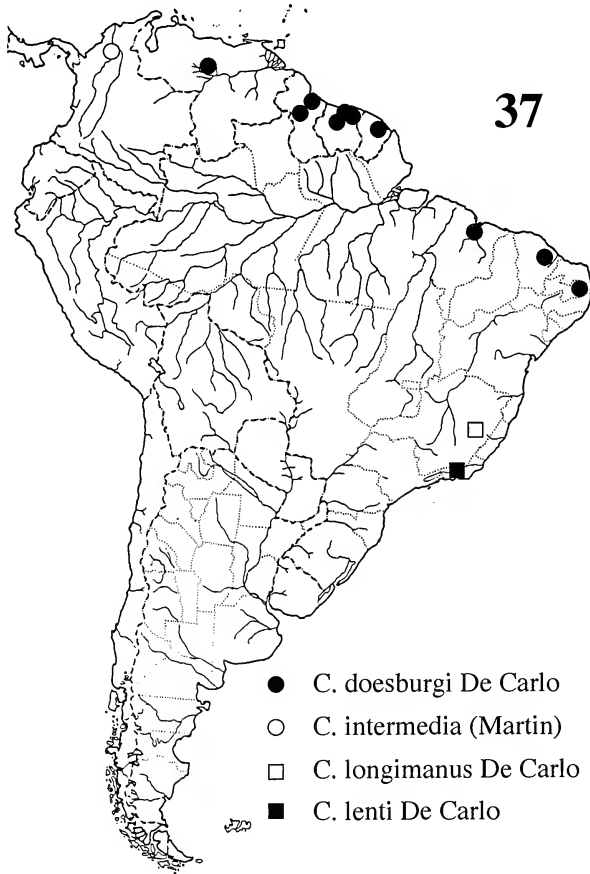 37
C. doesburgi De Carlo
C. intermedia (Martin)
C. longimanus De Carlo
C. lenti De Carlo